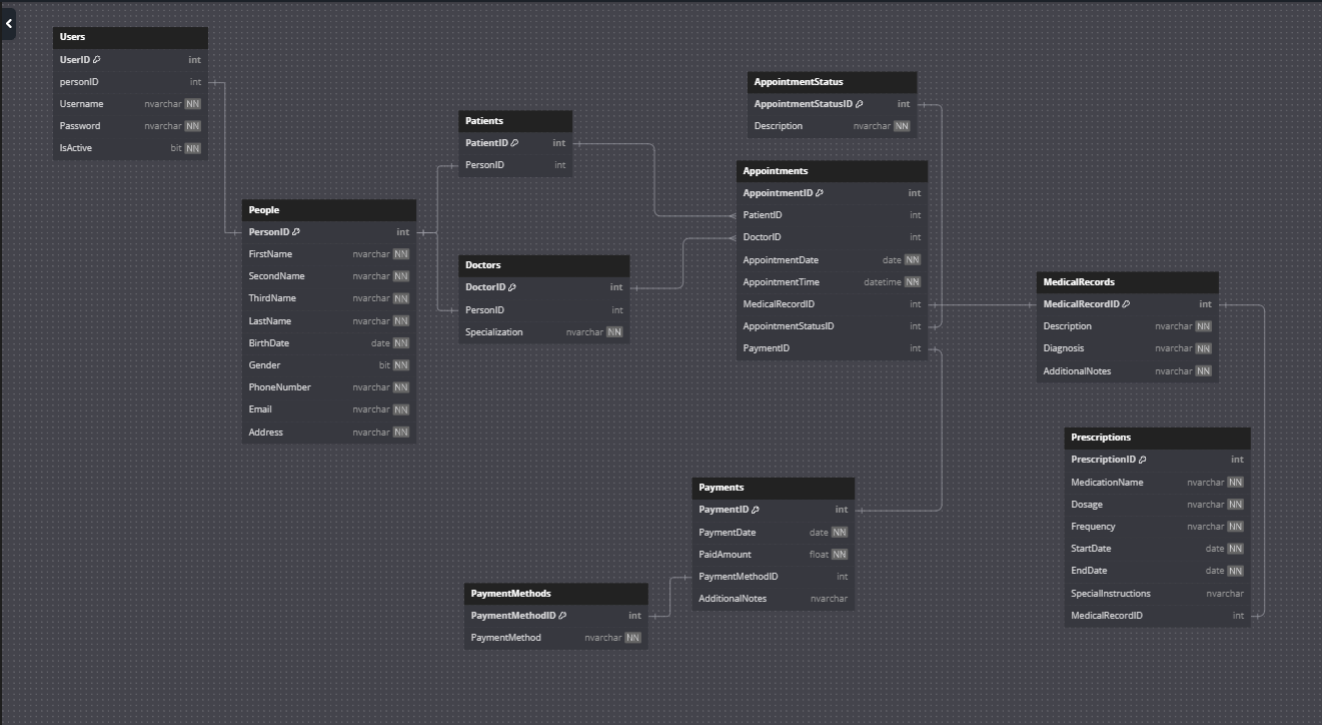 Users
UserID int
personID int
Username nvarchar NN
Password nvarchar NN
IsActive bit NN
People
PersonID int
FirstName nvarchar NN
SecondName nvarchar NN
ThirdName nvarchar NN
LastName nvarchar NN
BirthDate date NN
Gender bit NN
PhoneNumber nvarchar NN
Email nvarchar NN
Address nvarchar NN
Patients
PatientID int
PersonID int
Doctors
DoctorID int
PersonID int
Specialization nvarchar NN
AppointmentStatus
AppointmentStatusID int
Description nvarchar NN
Appointments
AppointmentID int
PatientID int
DoctorID int
AppointmentDate date NN
AppointmentTime datetime NN
MedicalRecordID int
AppointmentStatusID int
PaymentID int
MedicalRecords
MedicalRecordID int
Description nvarchar NN
Diagnosis nvarchar NN
AdditionalNotes nvarchar NN
Prescriptions
PrescriptionID int
MedicationName nvarchar NN
Dosage nvarchar NN
Frequency nvarchar NN
StartDate date NN
EndDate date NN
SpecialInstructions nvarchar
MedicalRecordID int
Payments
PaymentID int
PaymentDate date NN
PaidAmount float NN
PaymentMethodID int
AdditionalNotes nvarchar
PaymentMethods
PaymentMethodID int
PaymentMethod nvarchar NN